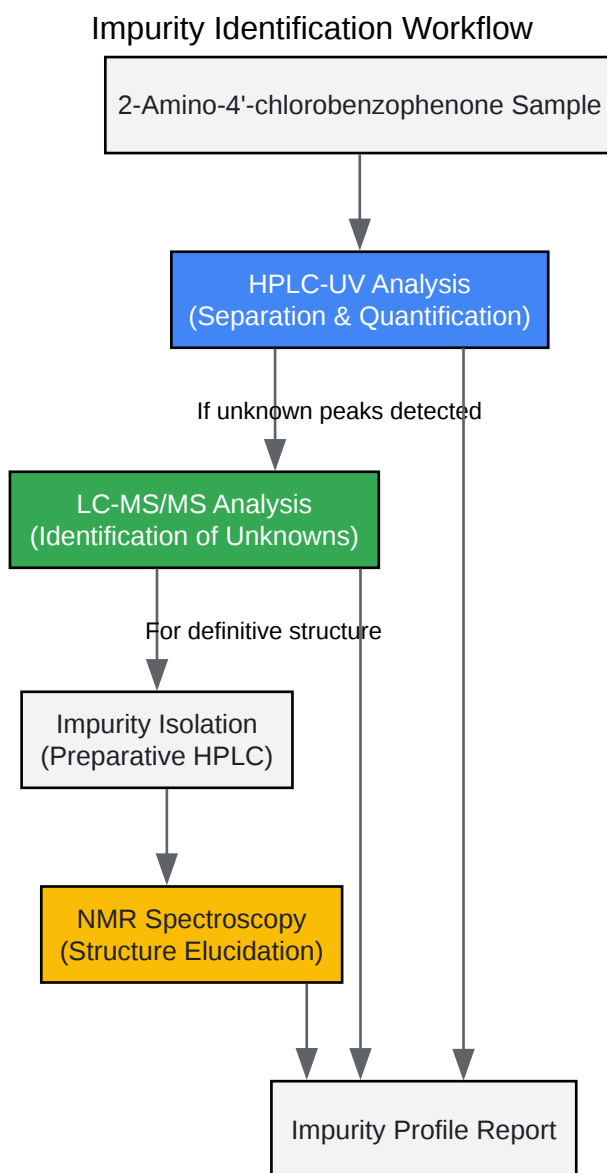 Impurity Identification Workflow
2-Amino-4'-chlorobenzophenone Sample
HPLC-UV Analysis
(Separation & Quantification)
If unknown peaks detected
LC-MS/MS Analysis
(Identification of Unknowns)
For definitive structure
Impurity Isolation
(Preparative HPLC)
NMR Spectroscopy
(Structure Elucidation)
Impurity Profile Report